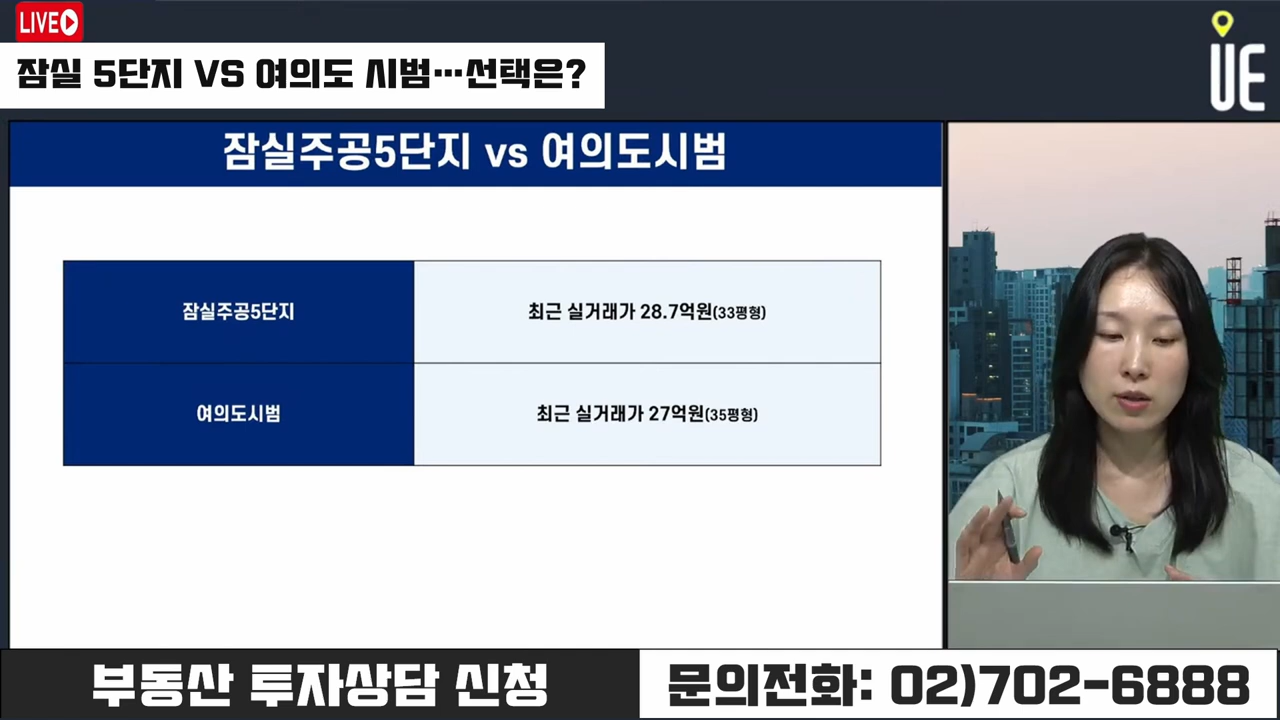 LIVE
잠실 5단지 VS 여의도 시범…선택은?
UE
잠실주공5단지 vs 여의도시범
잠실주공5단지
최근 실거래가 28.7억원(33평형)
여의도시범
최근 실거래가 27억원(35평형)
부동산 투자상담 신청
문의전화: 02)702-6888